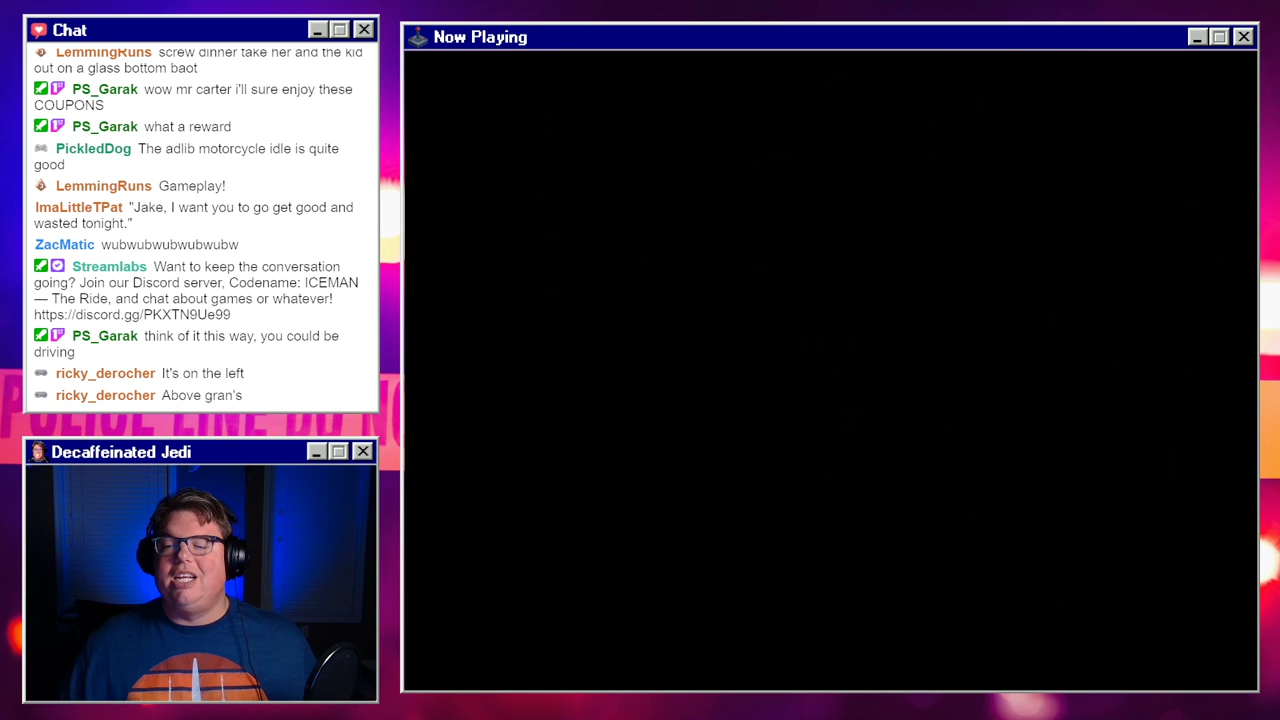 Chat
LemmingRuns screw dinner take her and the kid
out on a glass bottom baot
PS_Garak wow mr carter i'll sure enjoy these
COUPONS
PS_Garak what a reward
PickledDog The adlib motorcycle idle is quite
good
LemmingRuns Gameplay!
ImaLittleTPat "Jake, I want you to go get good and
wasted tonight."
ZacMatic wubwubwubwubwubw
Streamlabs Want to keep the conversation
going? Join our Discord server, Codename: ICEMAN
— The Ride, and chat about games or whatever!
https://discord.gg/PKXTN9Ue99
PS_Garak think of it this way, you could be
driving
ricky_derocher It's on the left
ricky_derocher Above gran's
Decaffeinated Jedi
Now Playing
POLICE LINE DO NO